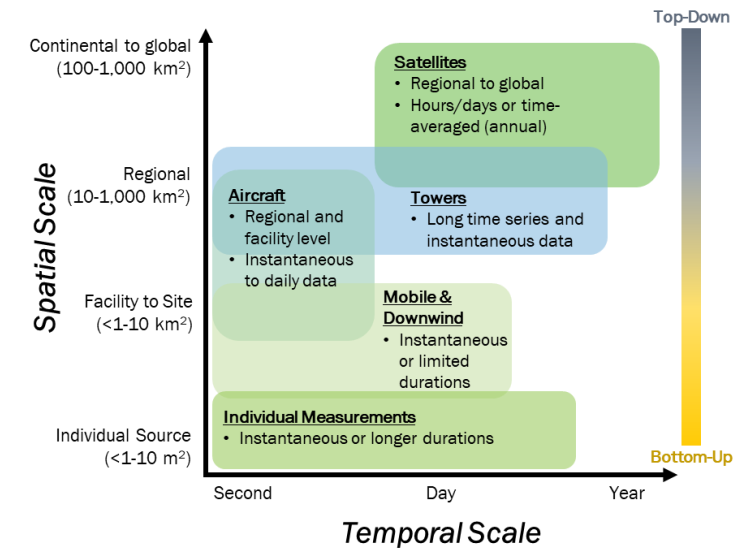 Top-Down
Continental to global
(100-1,000 km²)
Satellites
• Regional to global
• Hours/days or time-
averaged (annual)
Regional
(10-1,000 km²)
Aircraft
• Regional and
facility level
• Instantaneous
to daily data
Towers
• Long time series and
instantaneous data
Spatial Scale
Facility to Site
(<1-10 km²)
Mobile &
Downwind
• Instantaneous
or limited
durations
Individual Measurements
• Instantaneous or longer durations
Individual Source
(<1-10 m²)
Bottom-Up
Second
Day
Year
Temporal Scale